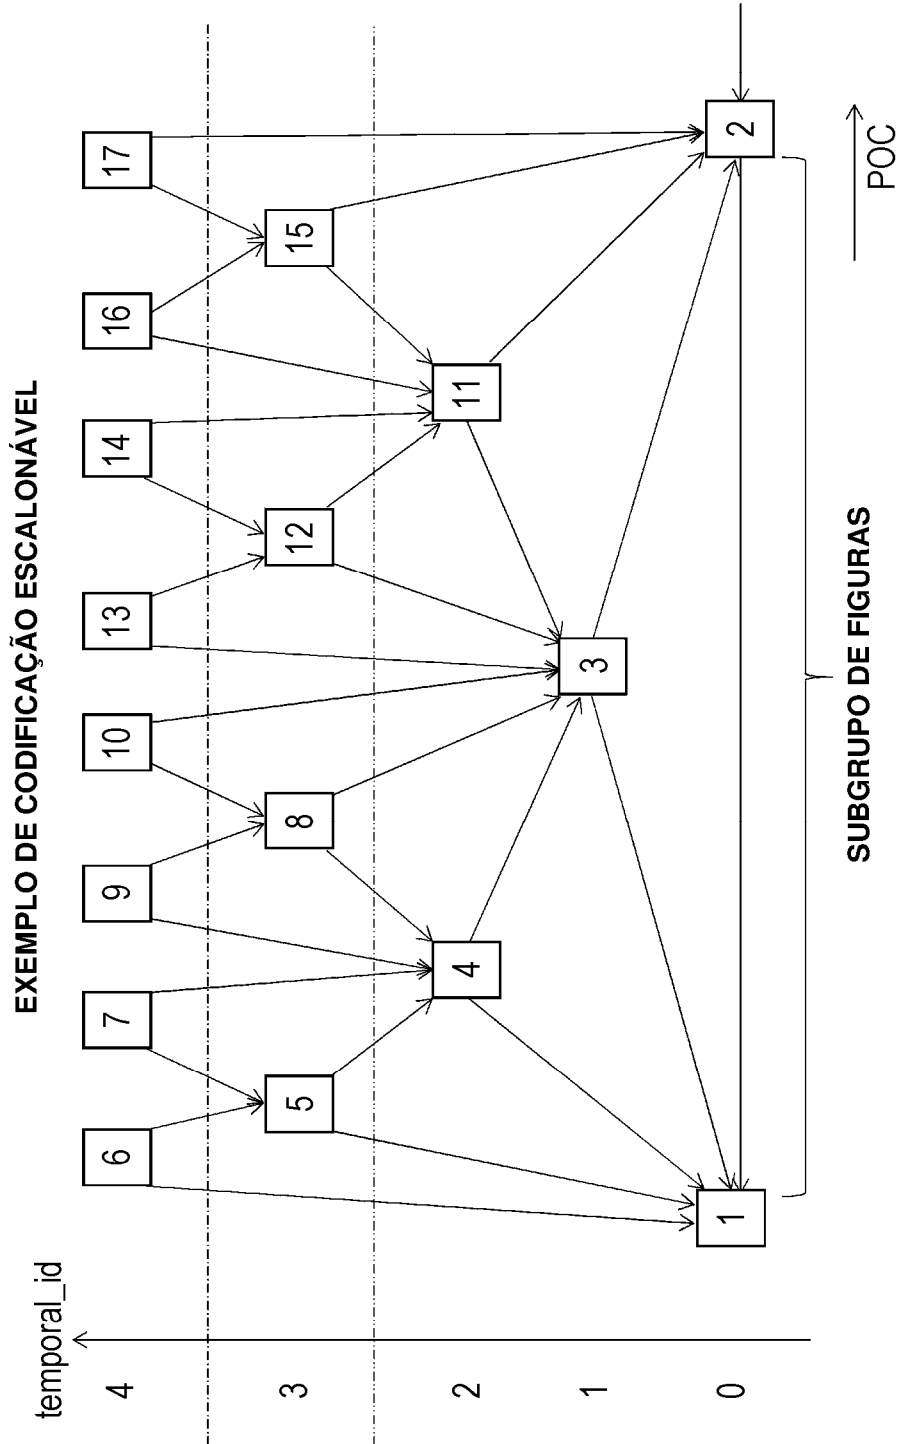 EXEMPLO DE CODIFICAÇÃO ESCALONÁVEL
temporal_id
4 6 7 9 10 13 14 16 17
3 5 8 12 15
2 4 11
1 3
0 1 2
SUBGRUPO DE FIGURAS
POC